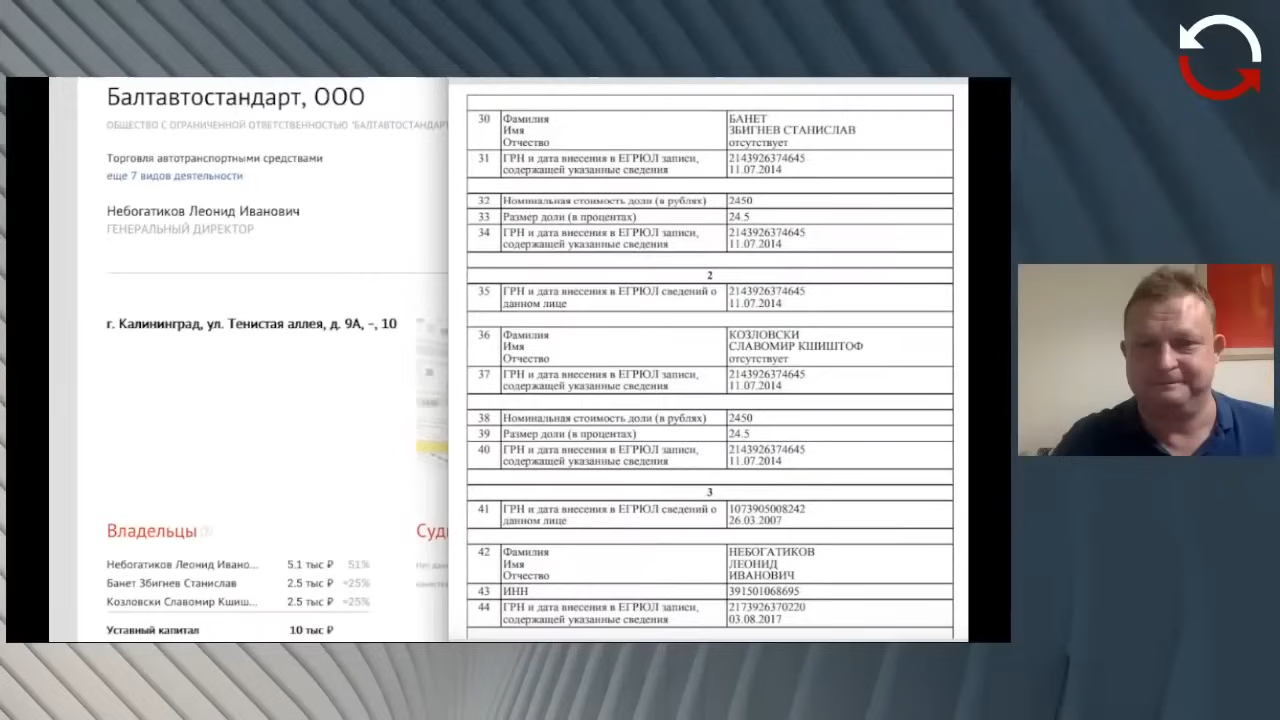 Балтавтостандарт, ООО
ОБЩЕСТВО С ОГРАНИЧЕННОЙ ОТВЕТСТВЕННОСТЬЮ "БАЛТАВТОСТАНДАРТ
Торговля автотранспортными средствами
еще 7 видов деятельности
Небогатиков Леонид Иванович
ГЕНЕРАЛЬНЫЙ ДИРЕКТОР
г. Калининград, ул. Тенистая аллея, д. 9А, -, 10
Владельцы
Небогатиков Леонид Ивано... 5.1 тыс ₽ 51%
Банет Збигнев Станислав 2.5 тыс ₽ ≈25%
Козловски Славомир Кшиш... 2.5 тыс ₽ ≈25%
Уставный капитал 10 тыс ₽
Суд
30 Фамилия БАНЕТ
Имя ЗБИГНЕВ СТАНИСЛАВ
Отчество отсутствует
31 ГРН и дата внесения в ЕГРЮЛ записи, 2143926374645
содержащей указанные сведения 11.07.2014
32 Номинальная стоимость доли (в рублях) 2450
33 Размер доли (в процентах) 24.5
34 ГРН и дата внесения в ЕГРЮЛ записи, 2143926374645
содержащей указанные сведения 11.07.2014
2
35 ГРН и дата внесения в ЕГРЮЛ сведений о 2143926374645
данном лице 11.07.2014
36 Фамилия КОЗЛОВСКИ
Имя СЛАВОМИР КШИШТОФ
Отчество отсутствует
37 ГРН и дата внесения в ЕГРЮЛ записи, 2143926374645
содержащей указанные сведения 11.07.2014
38 Номинальная стоимость доли (в рублях) 2450
39 Размер доли (в процентах) 24.5
40 ГРН и дата внесения в ЕГРЮЛ записи, 2143926374645
содержащей указанные сведения 11.07.2014
3
41 ГРН и дата внесения в ЕГРЮЛ сведений о 1073905008242
данном лице 26.03.2007
42 Фамилия НЕБОГАТИКОВ
Имя ЛЕОНИД
Отчество ИВАНОВИЧ
43 ИНН 391501068695
44 ГРН и дата внесения в ЕГРЮЛ записи, 2173926370220
содержащей указанные сведения 03.08.2017